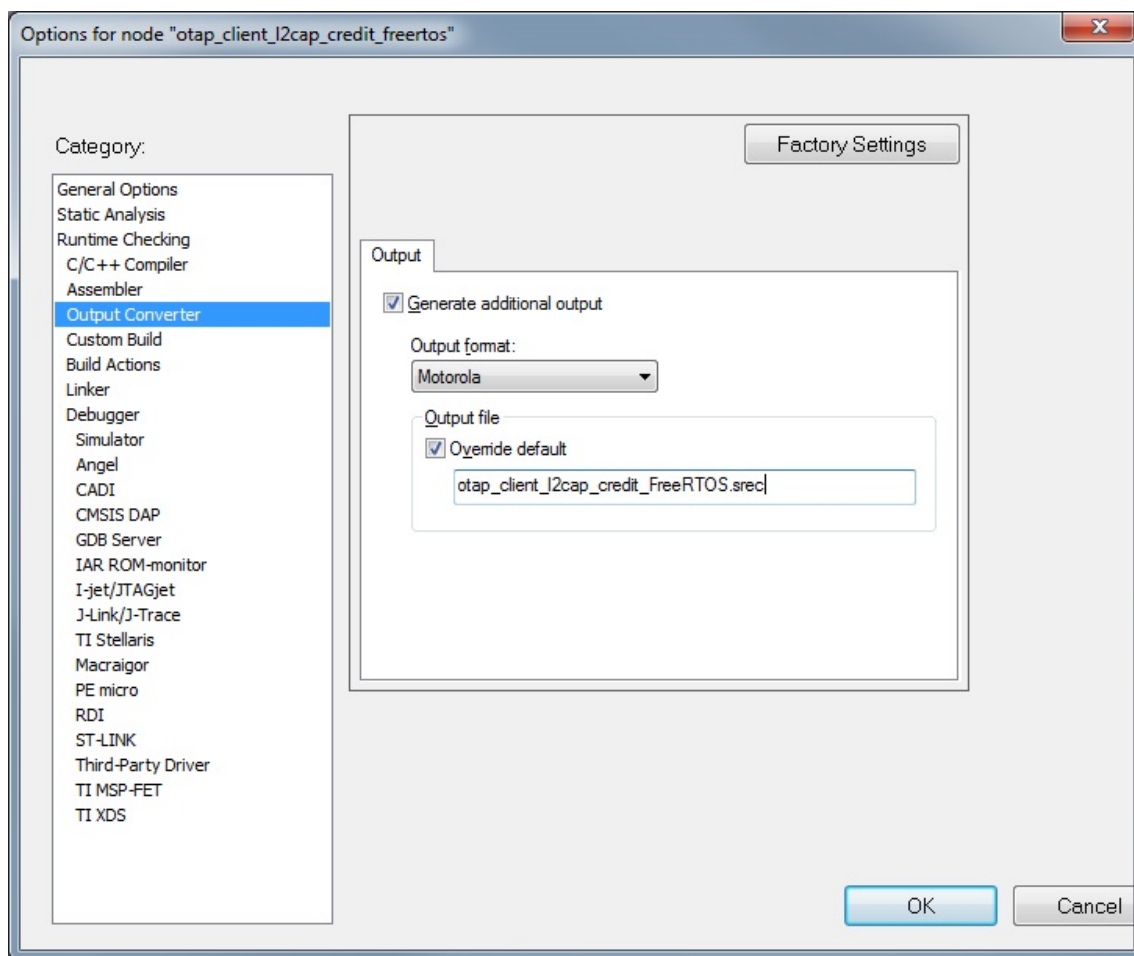 Options for node "otap_client_l2cap_credit_freertos"
X
Category:
Factory Settings
General Options
Static Analysis
Runtime Checking
C/C++ Compiler
Assembler
Output Converter
Custom Build
Build Actions
Linker
Debugger
Simulator
Angel
CADI
CMSIS DAP
GDB Server
IAR ROM-monitor
I-jet/JTAGjet
J-Link/J-Trace
TI Stellaris
Macraigor
PE micro
RDI
ST-LINK
Third-Party Driver
TI MSP-FET
TI XDS
Output
Generate additional output
Output format:
Motorola
Output file
Override default
otap_client_l2cap_credit_FreeRTOS.srec
OK
Cancel